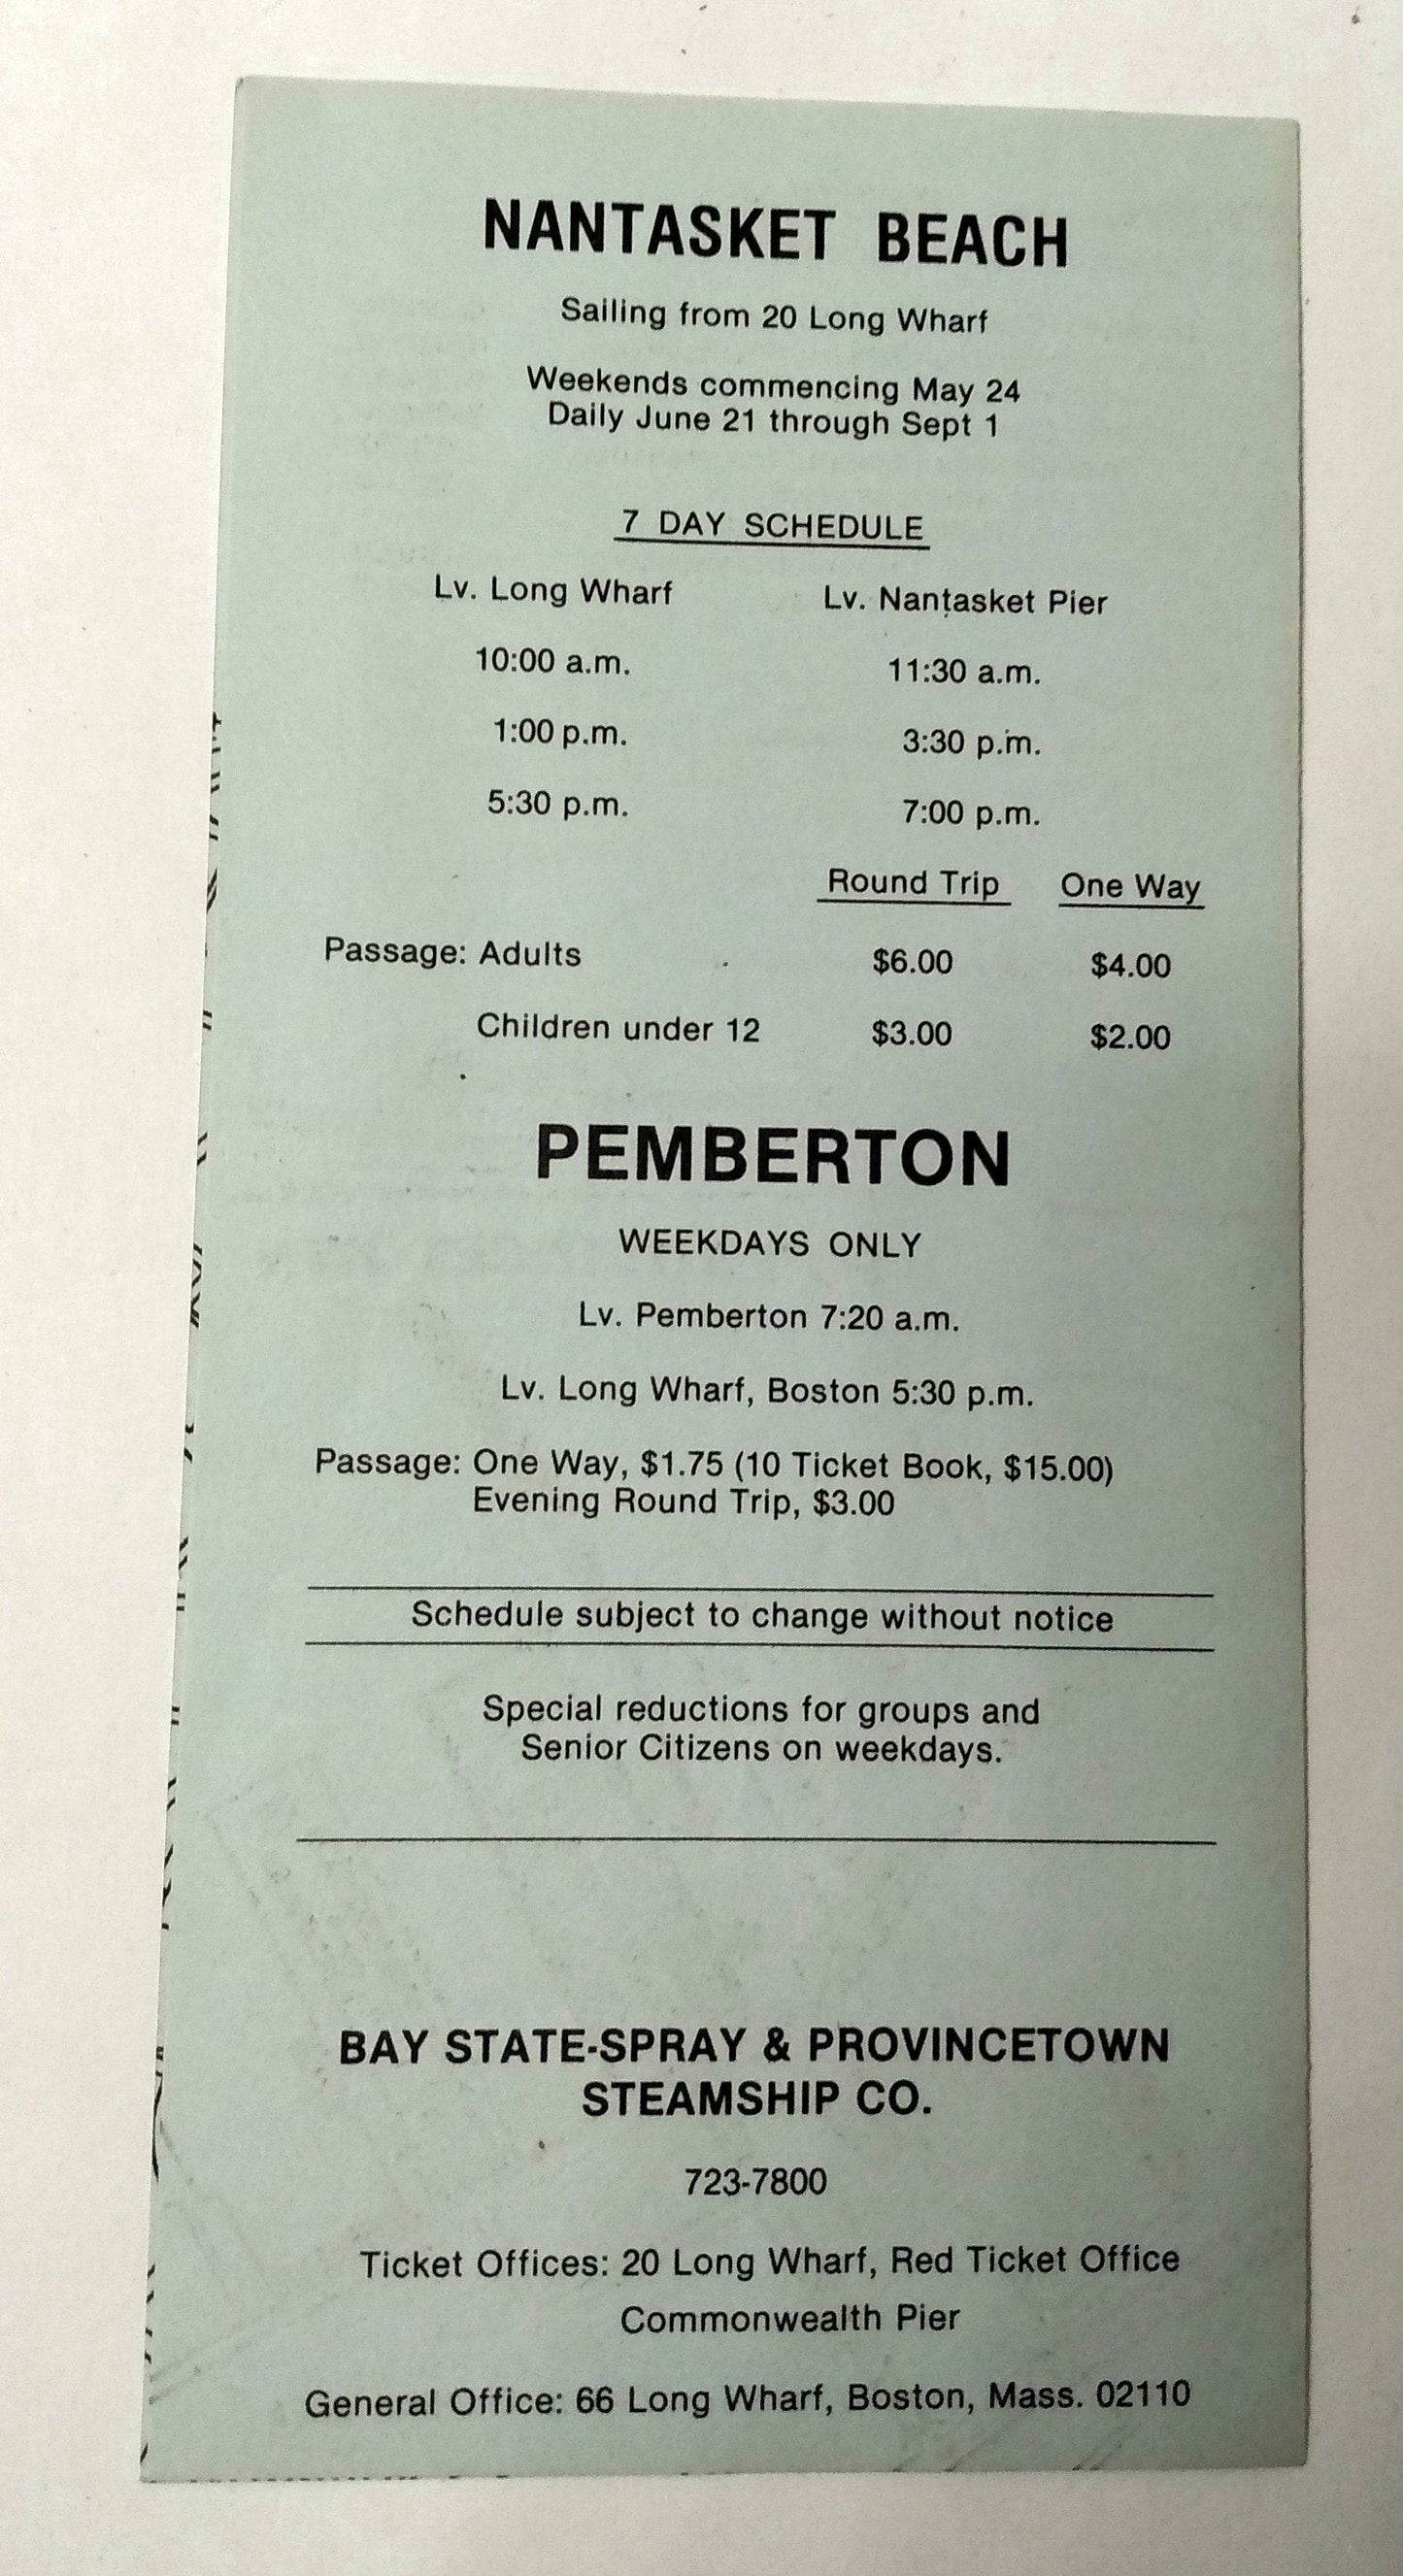 NANTASKET BEACH
Sailing from 20 Long Wharf
Weekends commencing May 24
Daily June 21 through Sept 1
7 DAY SCHEDULE
Lv. Long Wharf Lv. Nantasket Pier
10:00 a.m. 11:30 a.m.
1:00 p.m. 3:30 p.m.
5:30 p.m. 7:00 p.m.
Round Trip One Way
Passage: Adults $6.00 $4.00
Children under 12 $3.00 $2.00
PEMBERTON
WEEKDAYS ONLY
Lv. Pemberton 7:20 a.m.
Lv. Long Wharf, Boston 5:30 p.m.
Passage: One Way, $1.75 (10 Ticket Book, $15.00)
Evening Round Trip, $3.00
Schedule subject to change without notice
Special reductions for groups and
Senior Citizens on weekdays.
BAY STATE-SPRAY & PROVINCETOWN
STEAMSHIP CO.
723-7800
Ticket Offices: 20 Long Wharf, Red Ticket Office
Commonwealth Pier
General Office: 66 Long Wharf, Boston, Mass. 02110